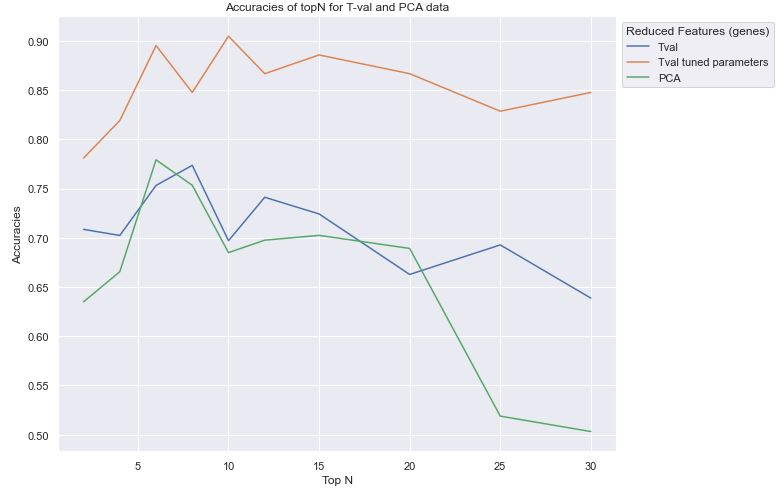 Accuracies of topN for T-val and PCA data
Reduced Features (genes)
Tval
Tval tuned parameters
PCA
Accuracies
0.90
0.85
0.80
0.75
0.70
0.65
0.60
0.55
0.50
5 10 15 20 25 30
Top N